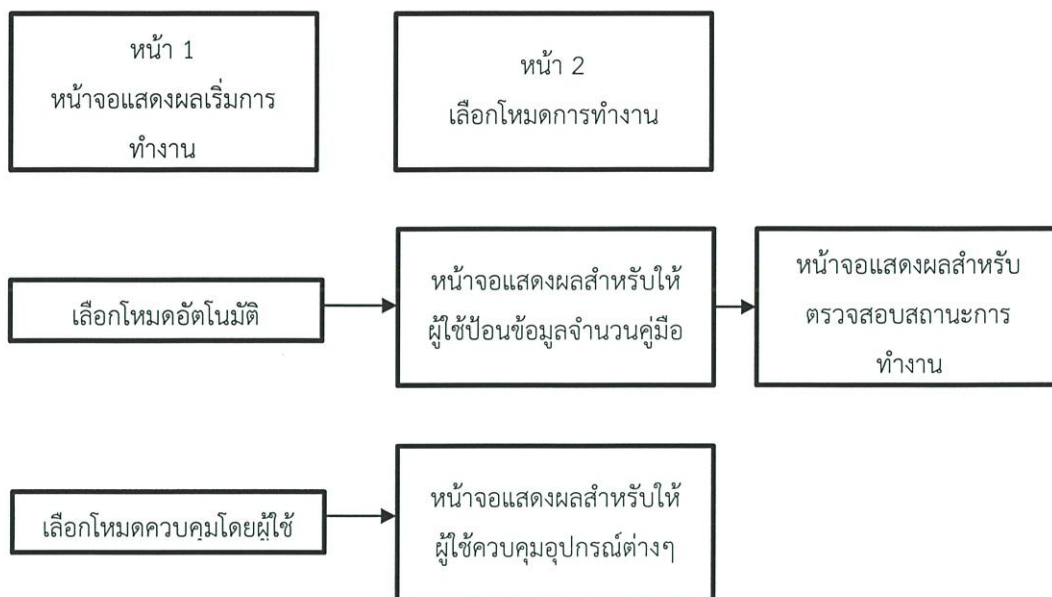 หน้า 1
หน้าจอแสดงผลเริ่มการ
ทำงาน
หน้า 2
เลือกโหมดการทำงาน
เลือกโหมดอัตโนมัติ
หน้าจอแสดงผลสำหรับให้
ผู้ใช้ป้อนข้อมูลจำนวนคู่มือ
หน้าจอแสดงผลสำหรับ
ตรวจสอบสถานะการ
ทำงาน
เลือกโหมดควบคุมโดยผู้ใช้
หน้าจอแสดงผลสำหรับให้
ผู้ใช้ควบคุมอุปกรณ์ต่างๆ